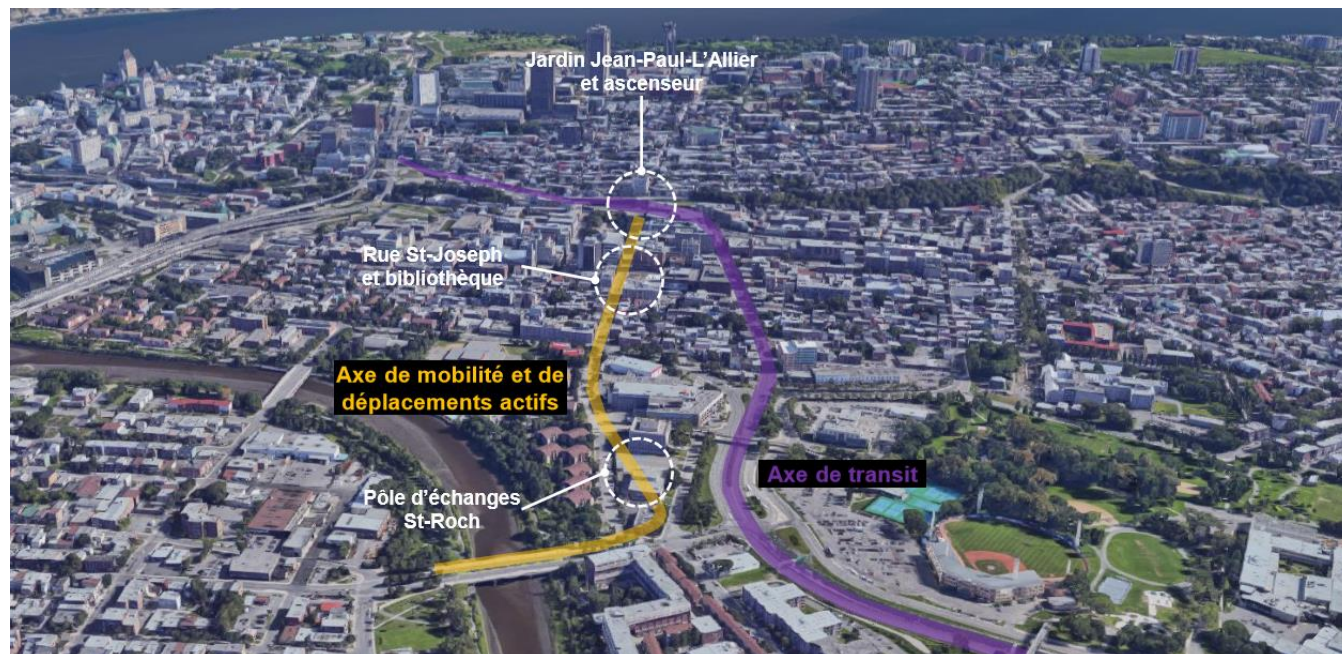 Jardin Jean-Paul-L'Allier
et ascenseur
Rue St-Joseph
et bibliothèque
Axe de mobilité et de
déplacements actifs
Axe de transit
Pôle d'échanges
St-Roch